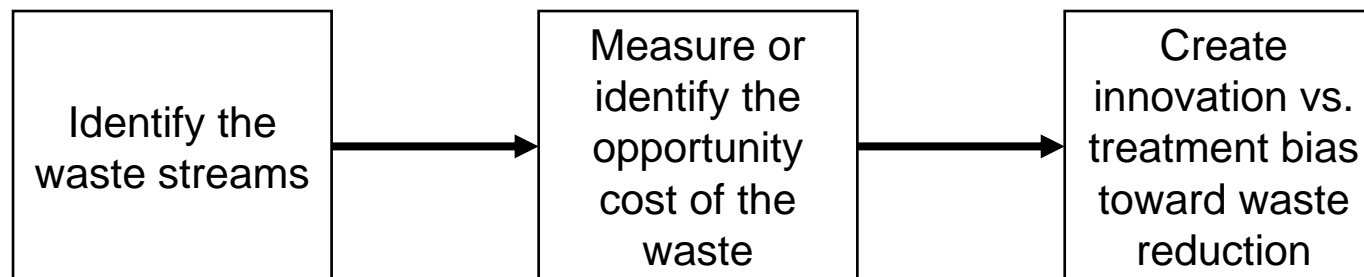 Identify the
waste streams
Measure or
identify the
opportunity
cost of the
waste
Create
innovation vs.
treatment bias
toward waste
reduction